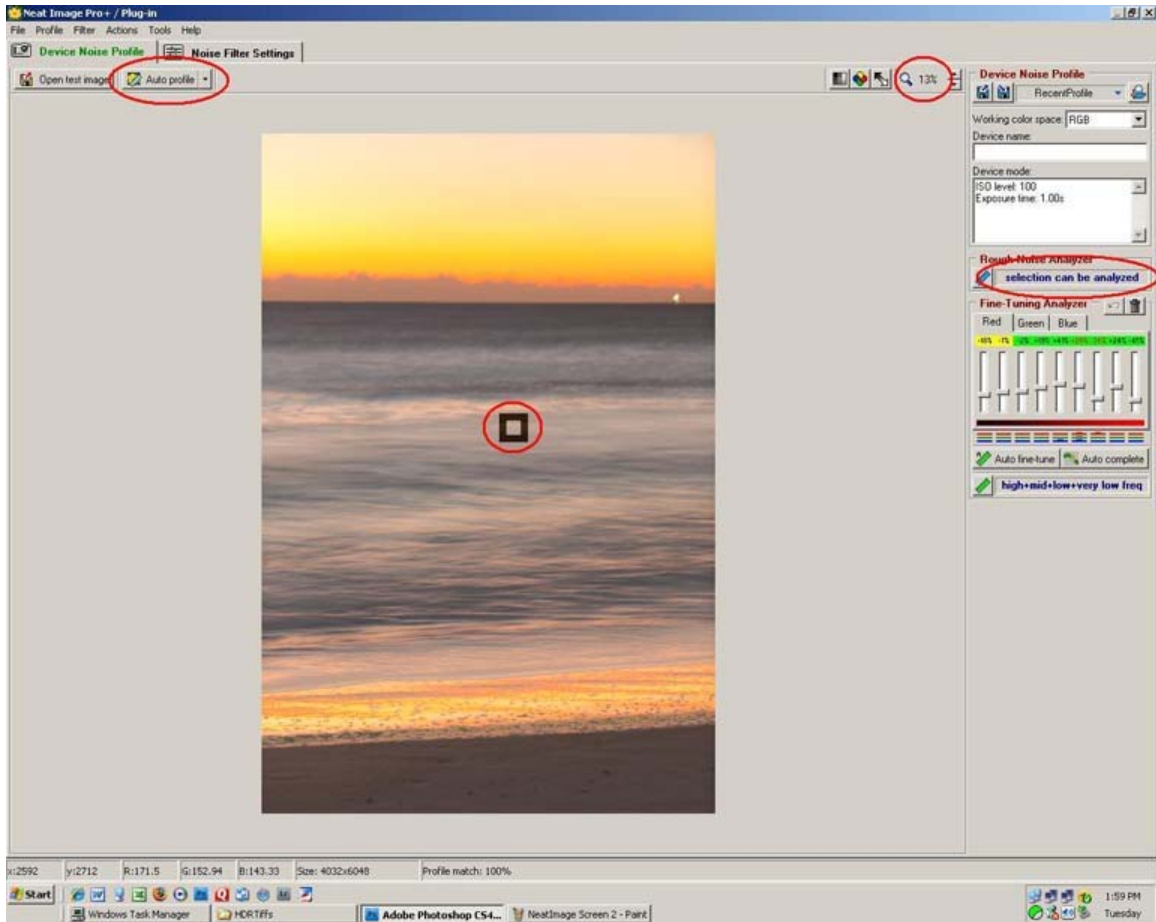 Neat Image Pro+ / Plug-in
File Profile Filter Actions Tools Help
Device Noise Profile Noise Filter Settings
Open test image Auto profile 13%
Device Noise Profile
RecentProfile
Working color space: RGB
Device name:
Device mode:
ISO level: 100
Exposure time: 1.00s
Rough Noise Analyzer
selection can be analyzed
Fine-Tuning Analyzer
Red Green Blue
Auto fine-tune Auto complete
high+mid+low+very low freq
x:2592 y:2712 R:171.5 G:152.94 B:143.33 Size: 4032x6048 Profile match: 100%
Start 1:59 PM
Windows Task Manager HDRTiffs Adobe Photoshop CS4... NeatImage Screen 2 - Paint Tuesday